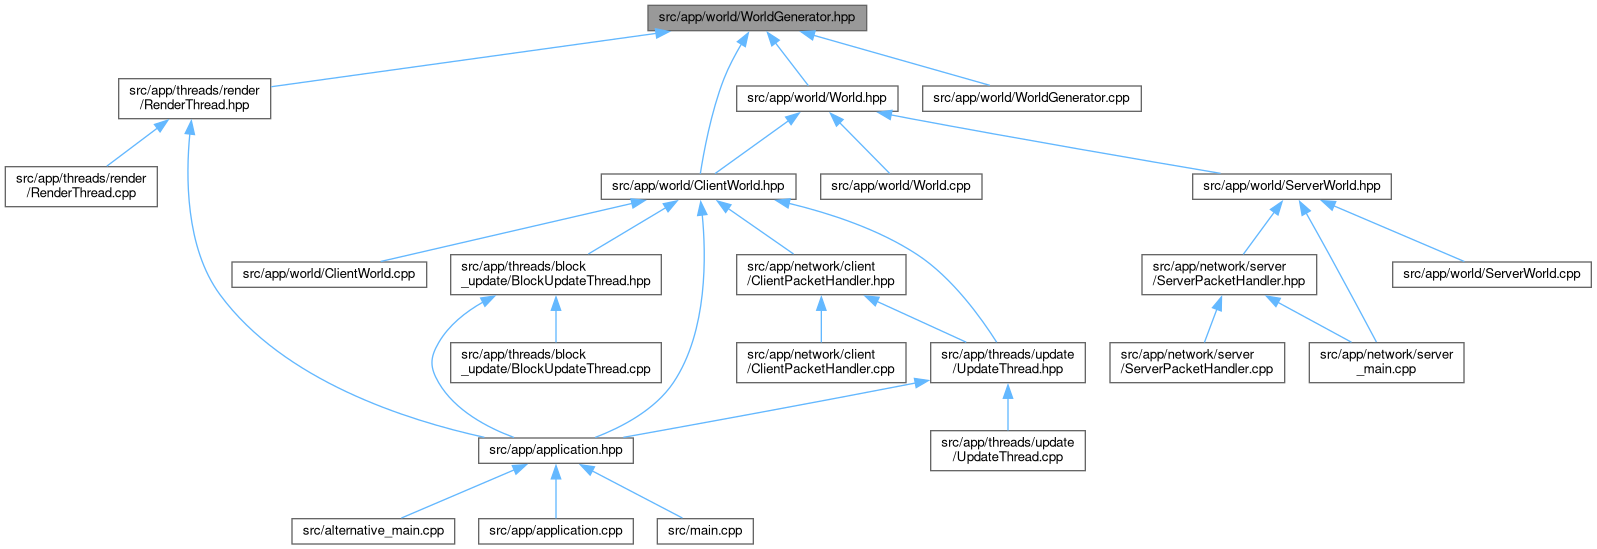 src/app/world/WorldGenerator.hpp
src/app/threads/render
/RenderThread.hpp
src/app/world/World.hpp
src/app/world/WorldGenerator.cpp
src/app/threads/render
/RenderThread.cpp
src/app/world/ClientWorld.hpp
src/app/world/World.cpp
src/app/world/ServerWorld.hpp
src/app/world/ClientWorld.cpp
src/app/threads/block
_update/BlockUpdateThread.hpp
src/app/network/client
/ClientPacketHandler.hpp
src/app/network/server
/ServerPacketHandler.hpp
src/app/world/ServerWorld.cpp
src/app/threads/block
_update/BlockUpdateThread.cpp
src/app/network/client
/ClientPacketHandler.cpp
src/app/threads/update
/UpdateThread.hpp
src/app/network/server
/ServerPacketHandler.cpp
src/app/network/server
_main.cpp
src/app/application.hpp
src/app/threads/update
/UpdateThread.cpp
src/alternative_main.cpp
src/app/application.cpp
src/main.cpp